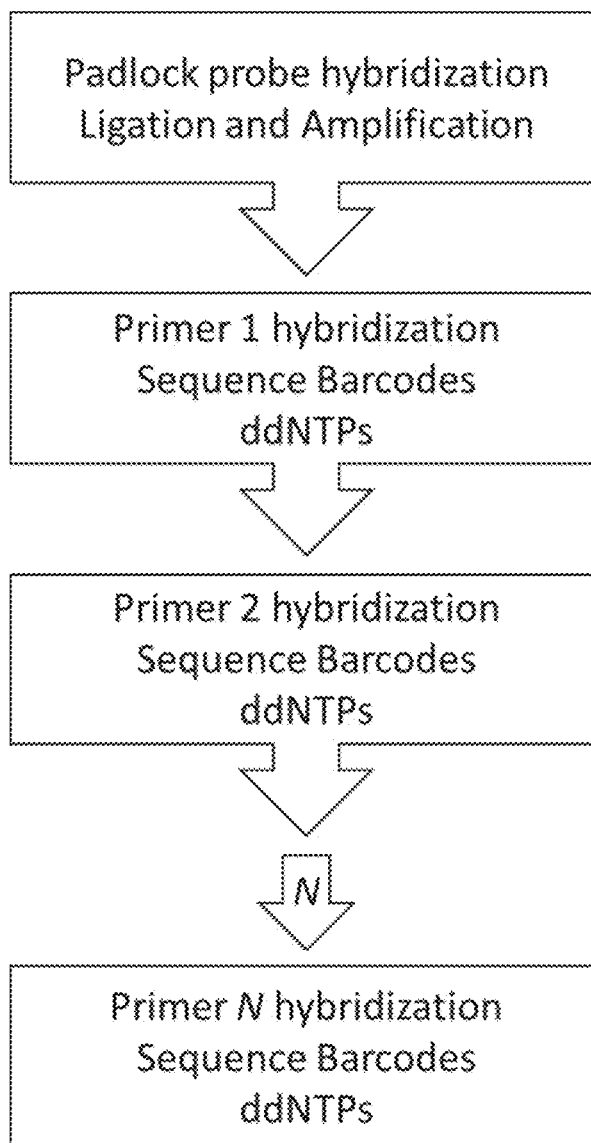 Padlock probe hybridization
Ligation and Amplification
Primer 1 hybridization
Sequence Barcodes
ddNTPs
Primer 2 hybridization
Sequence Barcodes
ddNTPs
N
Primer N hybridization
Sequence Barcodes
ddNTPs